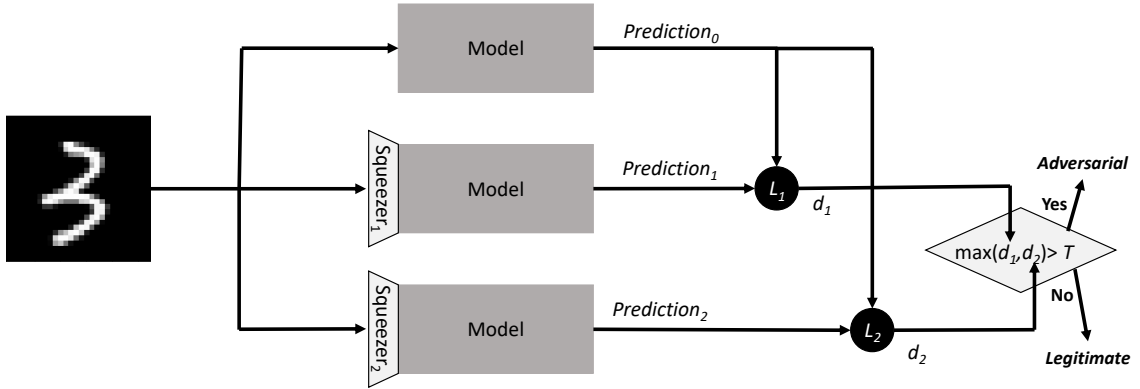 Model
Prediction₀
Squeezer₁
Model
Prediction₁
L₁
d₁
Adversarial
Yes
max(d₁,d₂)> T
No
Legitimate
Squeezer₂
Model
Prediction₂
L₂
d₂